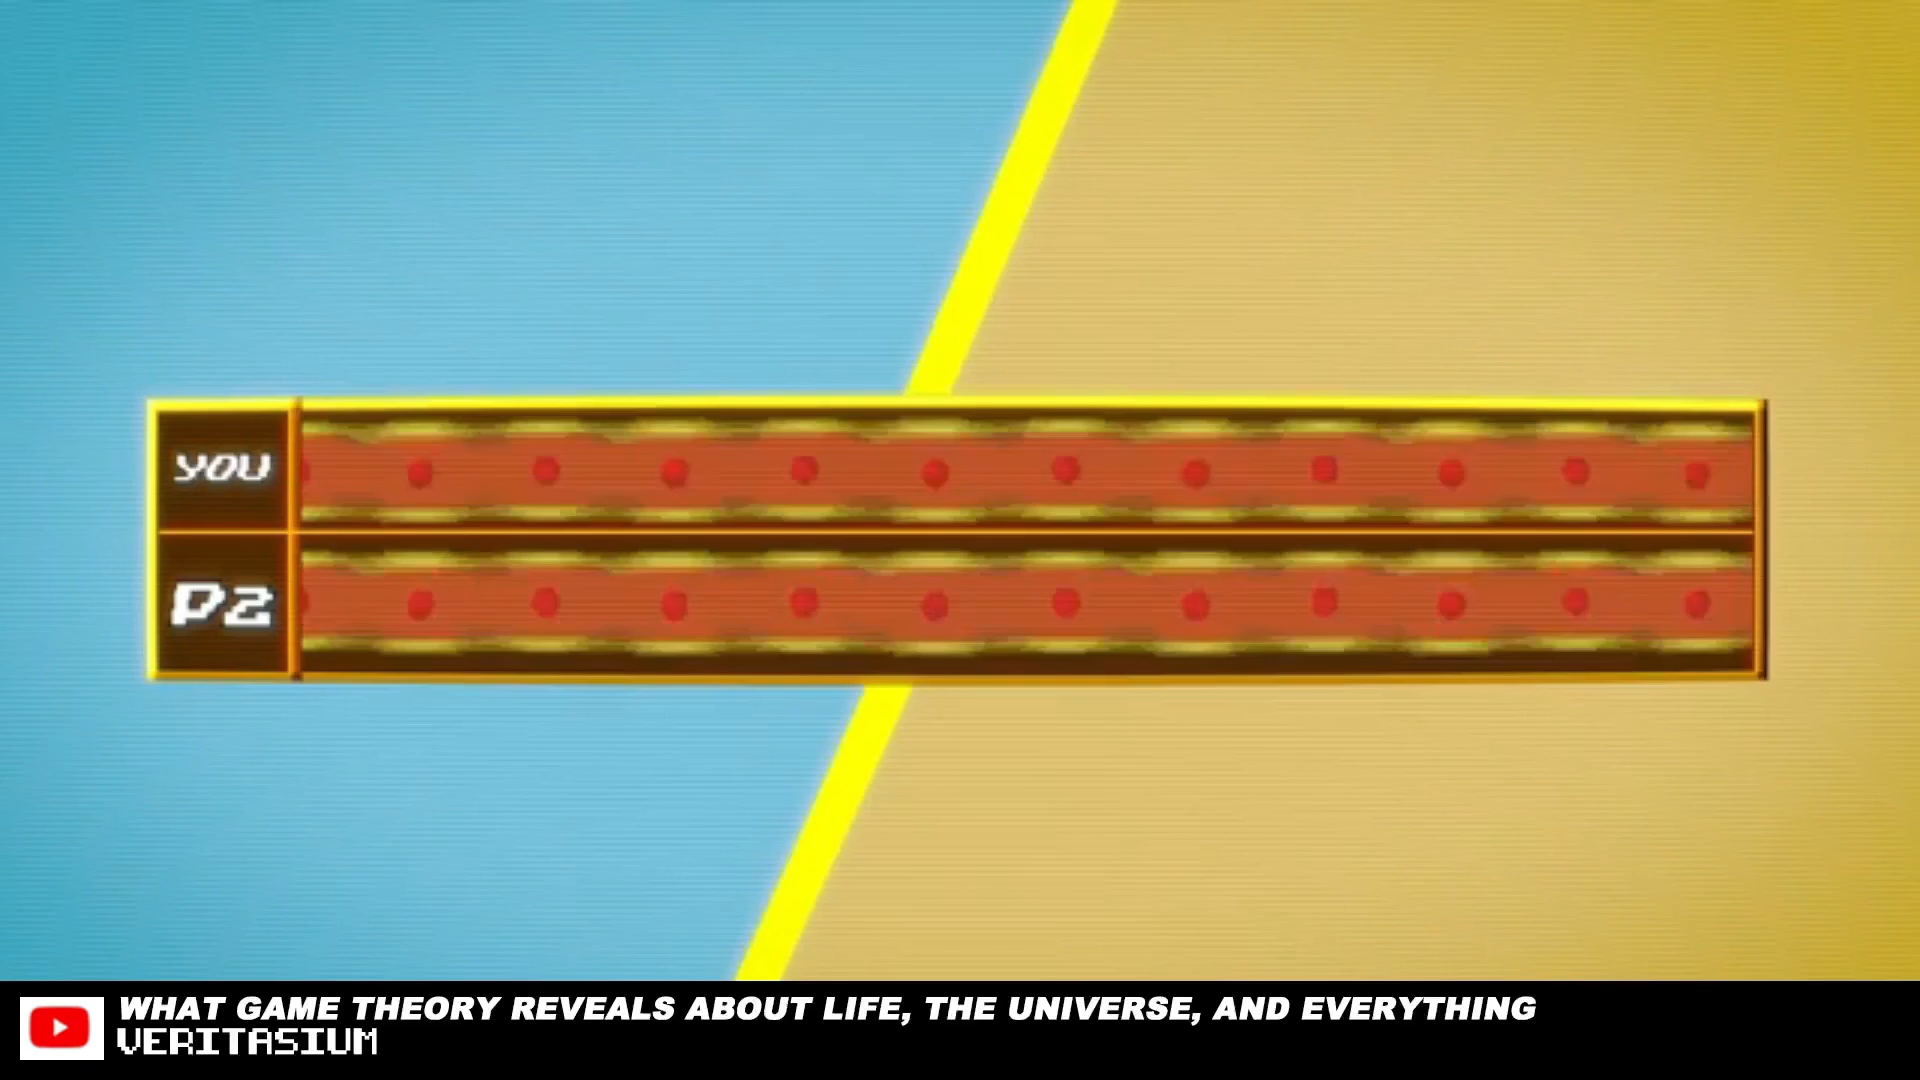 YOU
P2
WHAT GAME THEORY REVEALS ABOUT LIFE, THE UNIVERSE, AND EVERYTHING
VERITASIUM